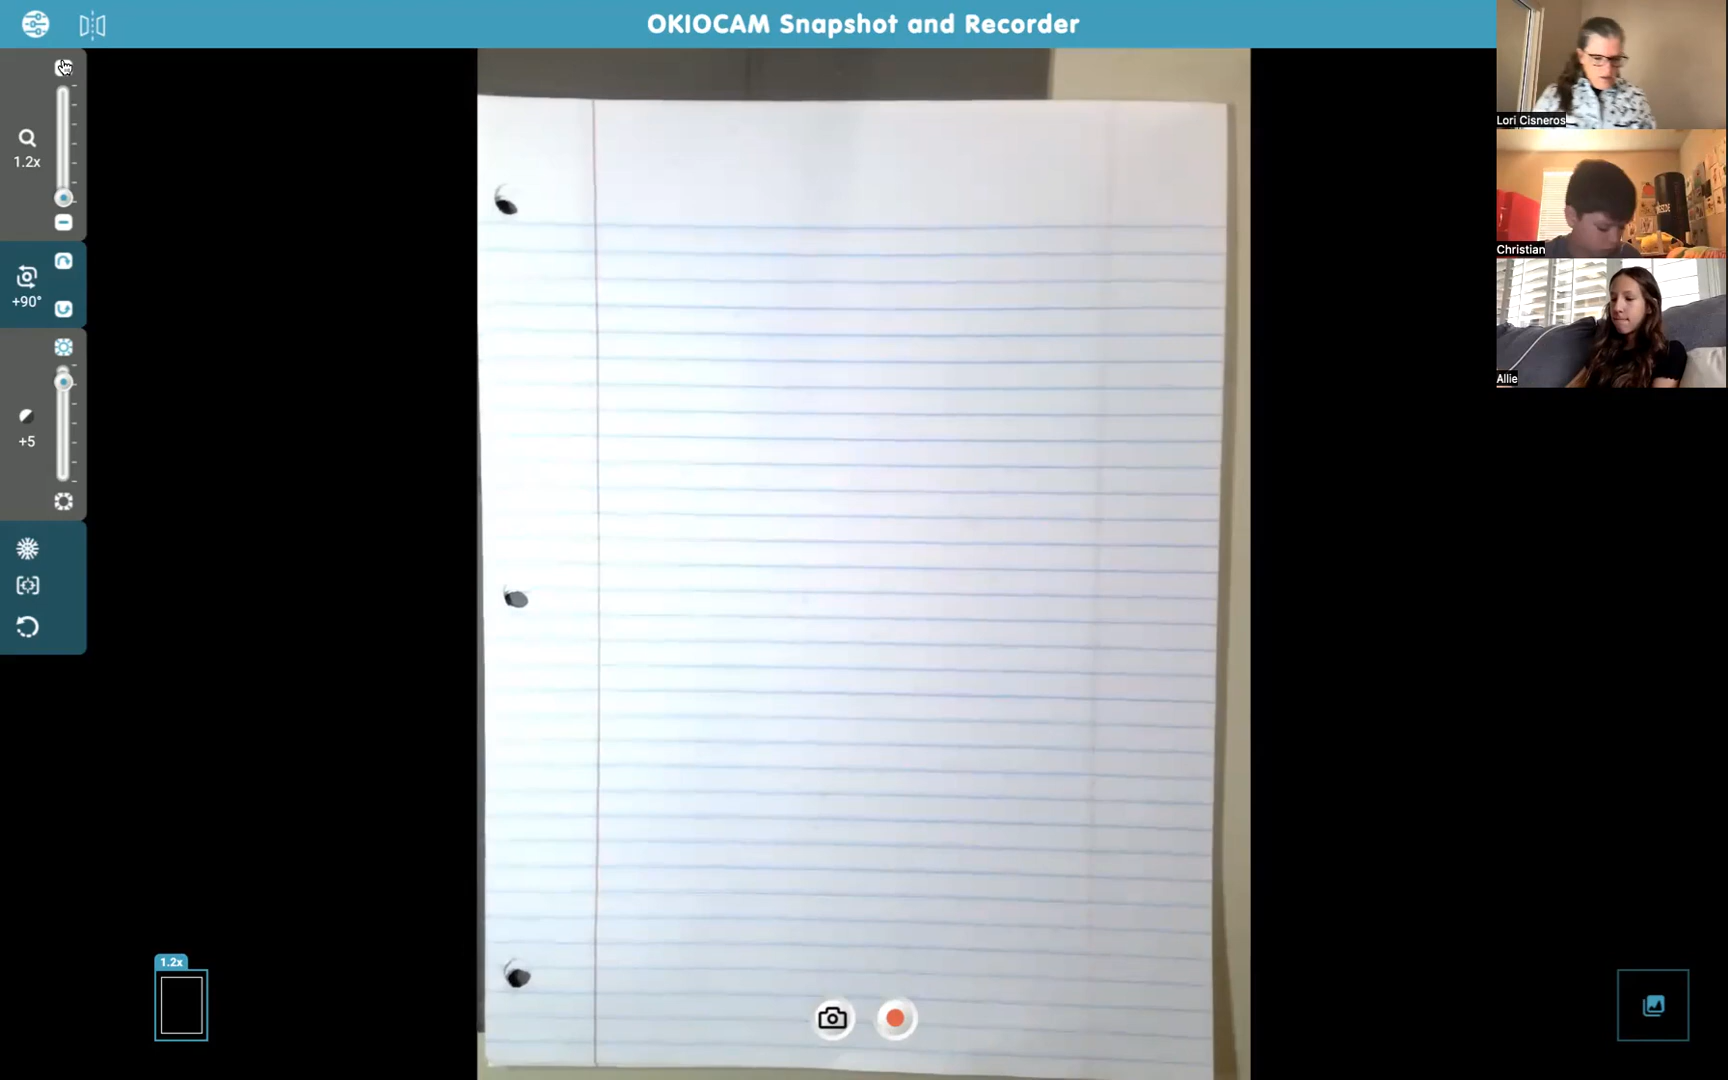 OKIOCAM Snapshot and Recorder
1.2x
+90°
+5
1.2x
Lori Cisneros
Christian
Allie